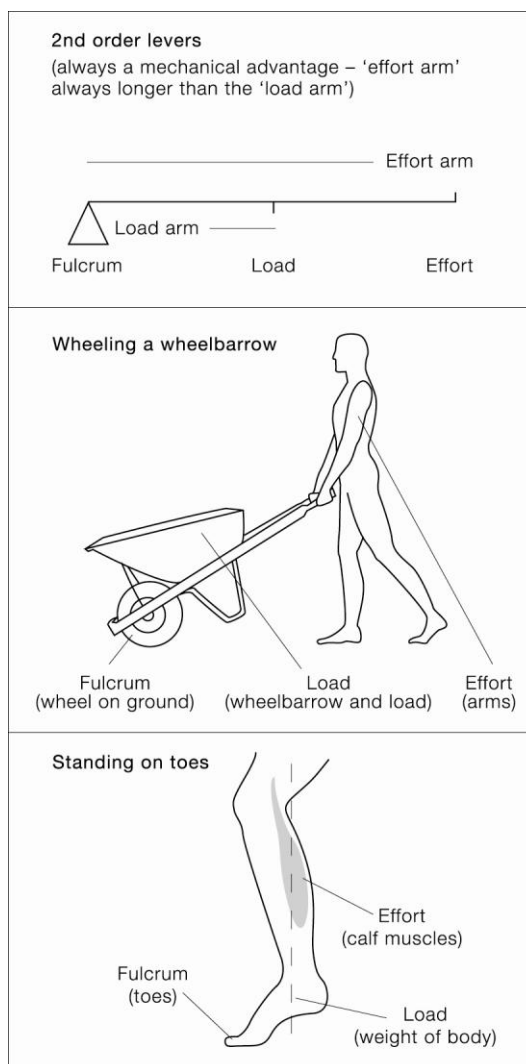 2nd order levers
(always a mechanical advantage – ‘effort arm’
always longer than the ‘load arm’)
Effort arm
Load arm
Fulcrum Load Effort
Wheeling a wheelbarrow
Fulcrum Load Effort
(wheel on ground) (wheelbarrow and load) (arms)
Standing on toes
Effort
(calf muscles)
Fulcrum
(toes)
Load
(weight of body)